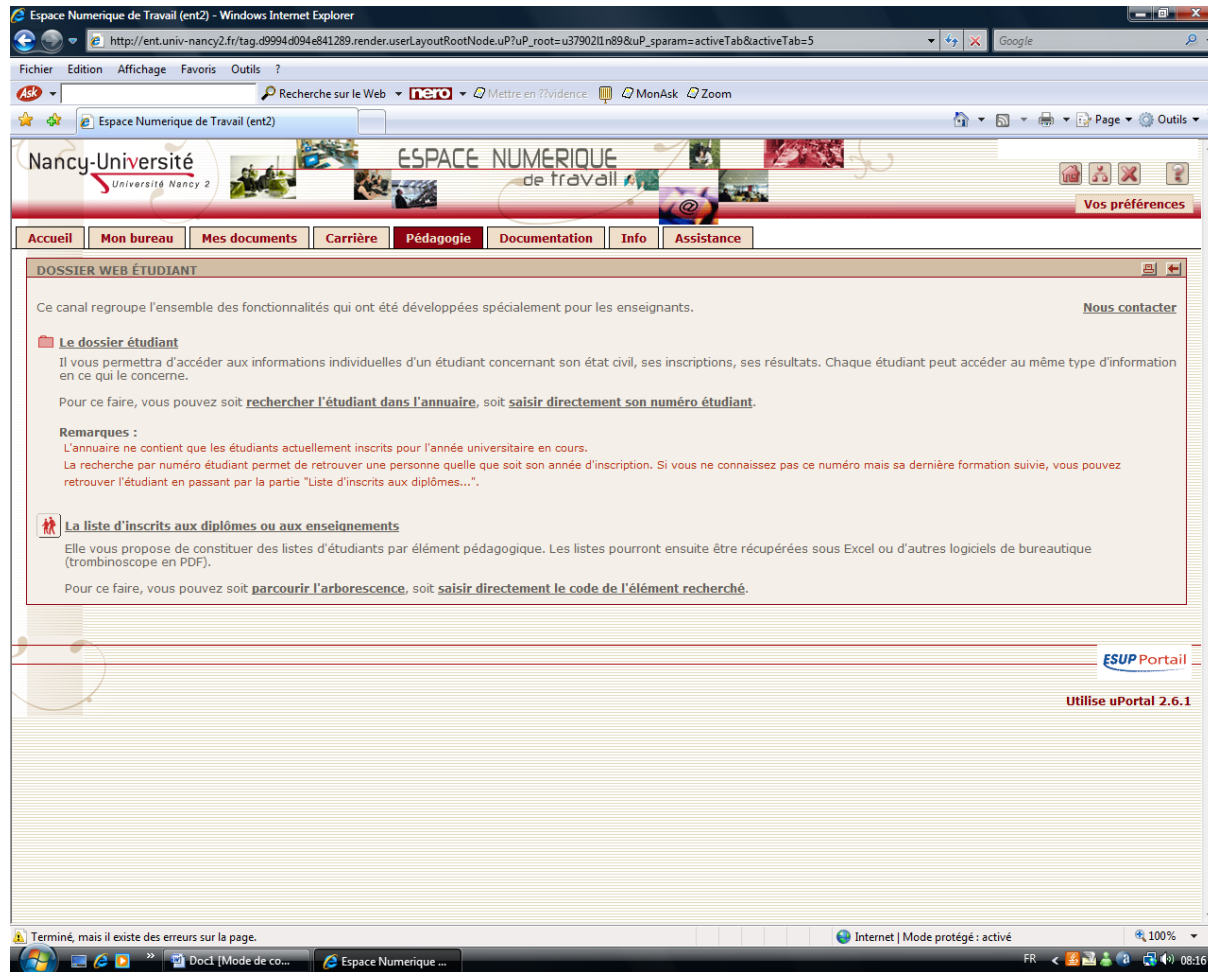 Espace Numerique de Travail (ent2) - Windows Internet Explorer
http://ent.univ-nancy2.fr/tag.d9994d094e841289.render.userLayoutRootNode.uP?uP_root=u37902l1n89&uP_sparam=activeTab&activeTab=5
Google
Fichier Edition Affichage Favoris Outils ?
Ask Recherche sur le Web nero Mettre en ??vidence MonAsk Zoom
Espace Numerique de Travail (ent2) Page Outils
Nancy-Université
Université Nancy 2
ESPACE NUMERIQUE
de travail
@
Vos préférences
Accueil Mon bureau Mes documents Carrière Pédagogie Documentation Info Assistance
DOSSIER WEB ÉTUDIANT
Ce canal regroupe l'ensemble des fonctionnalités qui ont été développées spécialement pour les enseignants. Nous contacter
Le dossier étudiant
Il vous permettra d'accéder aux informations individuelles d'un étudiant concernant son état civil, ses inscriptions, ses résultats. Chaque étudiant peut accéder au même type d'information
en ce qui le concerne.
Pour ce faire, vous pouvez soit rechercher l'étudiant dans l'annuaire, soit saisir directement son numéro étudiant.
Remarques :
L'annuaire ne contient que les étudiants actuellement inscrits pour l'année universitaire en cours.
La recherche par numéro étudiant permet de retrouver une personne quelle que soit son année d'inscription. Si vous ne connaissez pas ce numéro mais sa dernière formation suivie, vous pouvez
retrouver l'étudiant en passant par la partie "Liste d'inscrits aux diplômes...".
La liste d'inscrits aux diplômes ou aux enseignements
Elle vous propose de constituer des listes d'étudiants par élément pédagogique. Les listes pourront ensuite être récupérées sous Excel ou d'autres logiciels de bureautique
(trombinoscope en PDF).
Pour ce faire, vous pouvez soit parcourir l'arborescence, soit saisir directement le code de l'élément recherché.
ESUP Portail
Utilise uPortal 2.6.1
Terminé, mais il existe des erreurs sur la page. Internet | Mode protégé : activé 100%
Doc1 [Mode de co... Espace Numerique ... FR 08:16